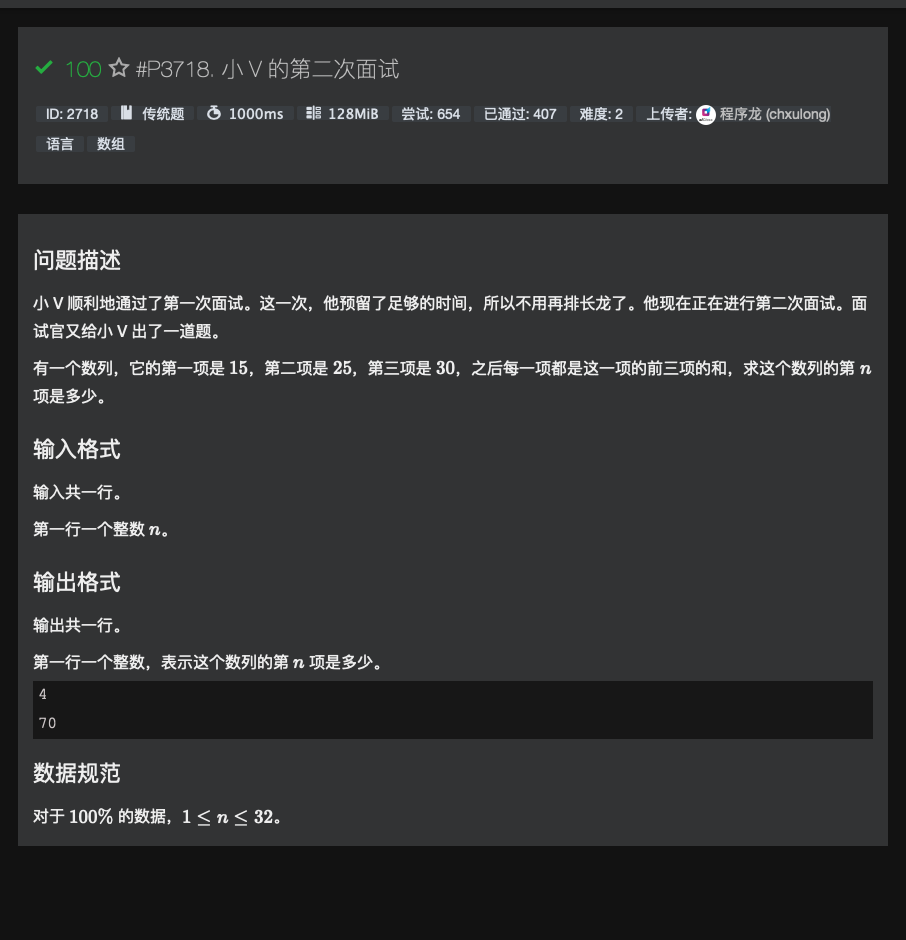 100 #P3718. 小 V 的第二次面试
ID: 2718 传统题 1000ms 128MiB 尝试: 654 已通过: 407 难度: 2 上传者: 程序龙 (chxulong)
语言 数组
问题描述
小 V 顺利地通过了第一次面试。这一次，他预留了足够的时间，所以不用再排长龙了。他现在正在进行第二次面试。面
试官又给小 V 出了一道题。
有一个数列，它的第一项是 15，第二项是 25，第三项是 30，之后每一项都是这一项的前三项的和，求这个数列的第 n
项是多少。
输入格式
输入共一行。
第一行一个整数 n。
输出格式
输出共一行。
第一行一个整数，表示这个数列的第 n 项是多少。
4
70
数据规范
对于 100% 的数据，1 ≤ n ≤ 32。